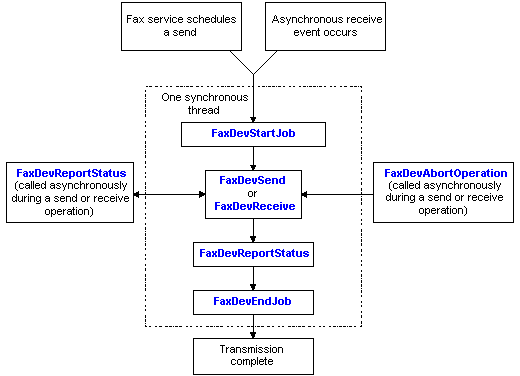 Fax service schedules
a send
Asynchronous receive
event occurs
One synchronous
thread
FaxDevStartJob
FaxDevReportStatus
(called asynchronously
during a send or receive
operation)
FaxDevSend
or
FaxDevReceive
FaxDevAbortOperation
(called asynchronously
during a send or receive
operation)
FaxDevReportStatus
FaxDevEndJob
Transmission
complete